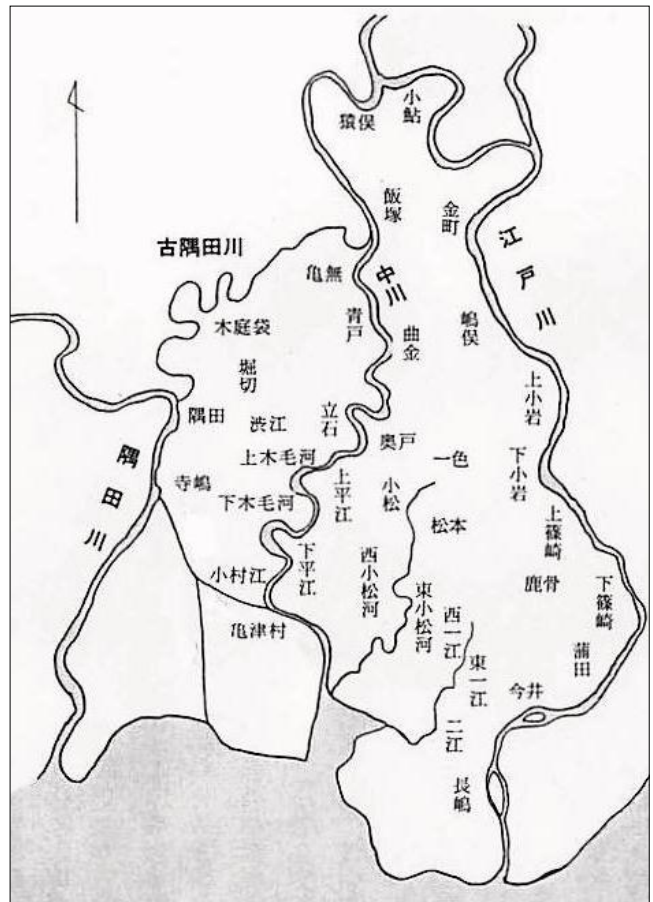 小鮎
猿俣
飯塚
金町
江戸川
古隅田川
亀無
中川
青戸
曲金
嶋俣
木庭袋
堀切
上小岩
隅田
渋江
立石
奥戸
一色
下小岩
上木毛河
隅田川
寺嶋
下木毛河
上平江
小松
松本
上篠崎
小村江
下平江
西小松河
東小松河
鹿骨
下篠崎
亀津村
西一江
東一江
蒲田
今井
二江
長嶋